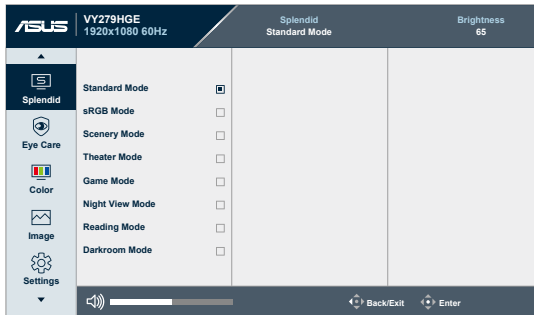 ASUS
VY279HGE
1920x1080 60Hz
Splendid
Standard Mode
Brightness
65
Splendid
Eye Care
Color
Image
Settings
Standard Mode
sRGB Mode
Scenery Mode
Theater Mode
Game Mode
Night View Mode
Reading Mode
Darkroom Mode
Back/Exit
Enter